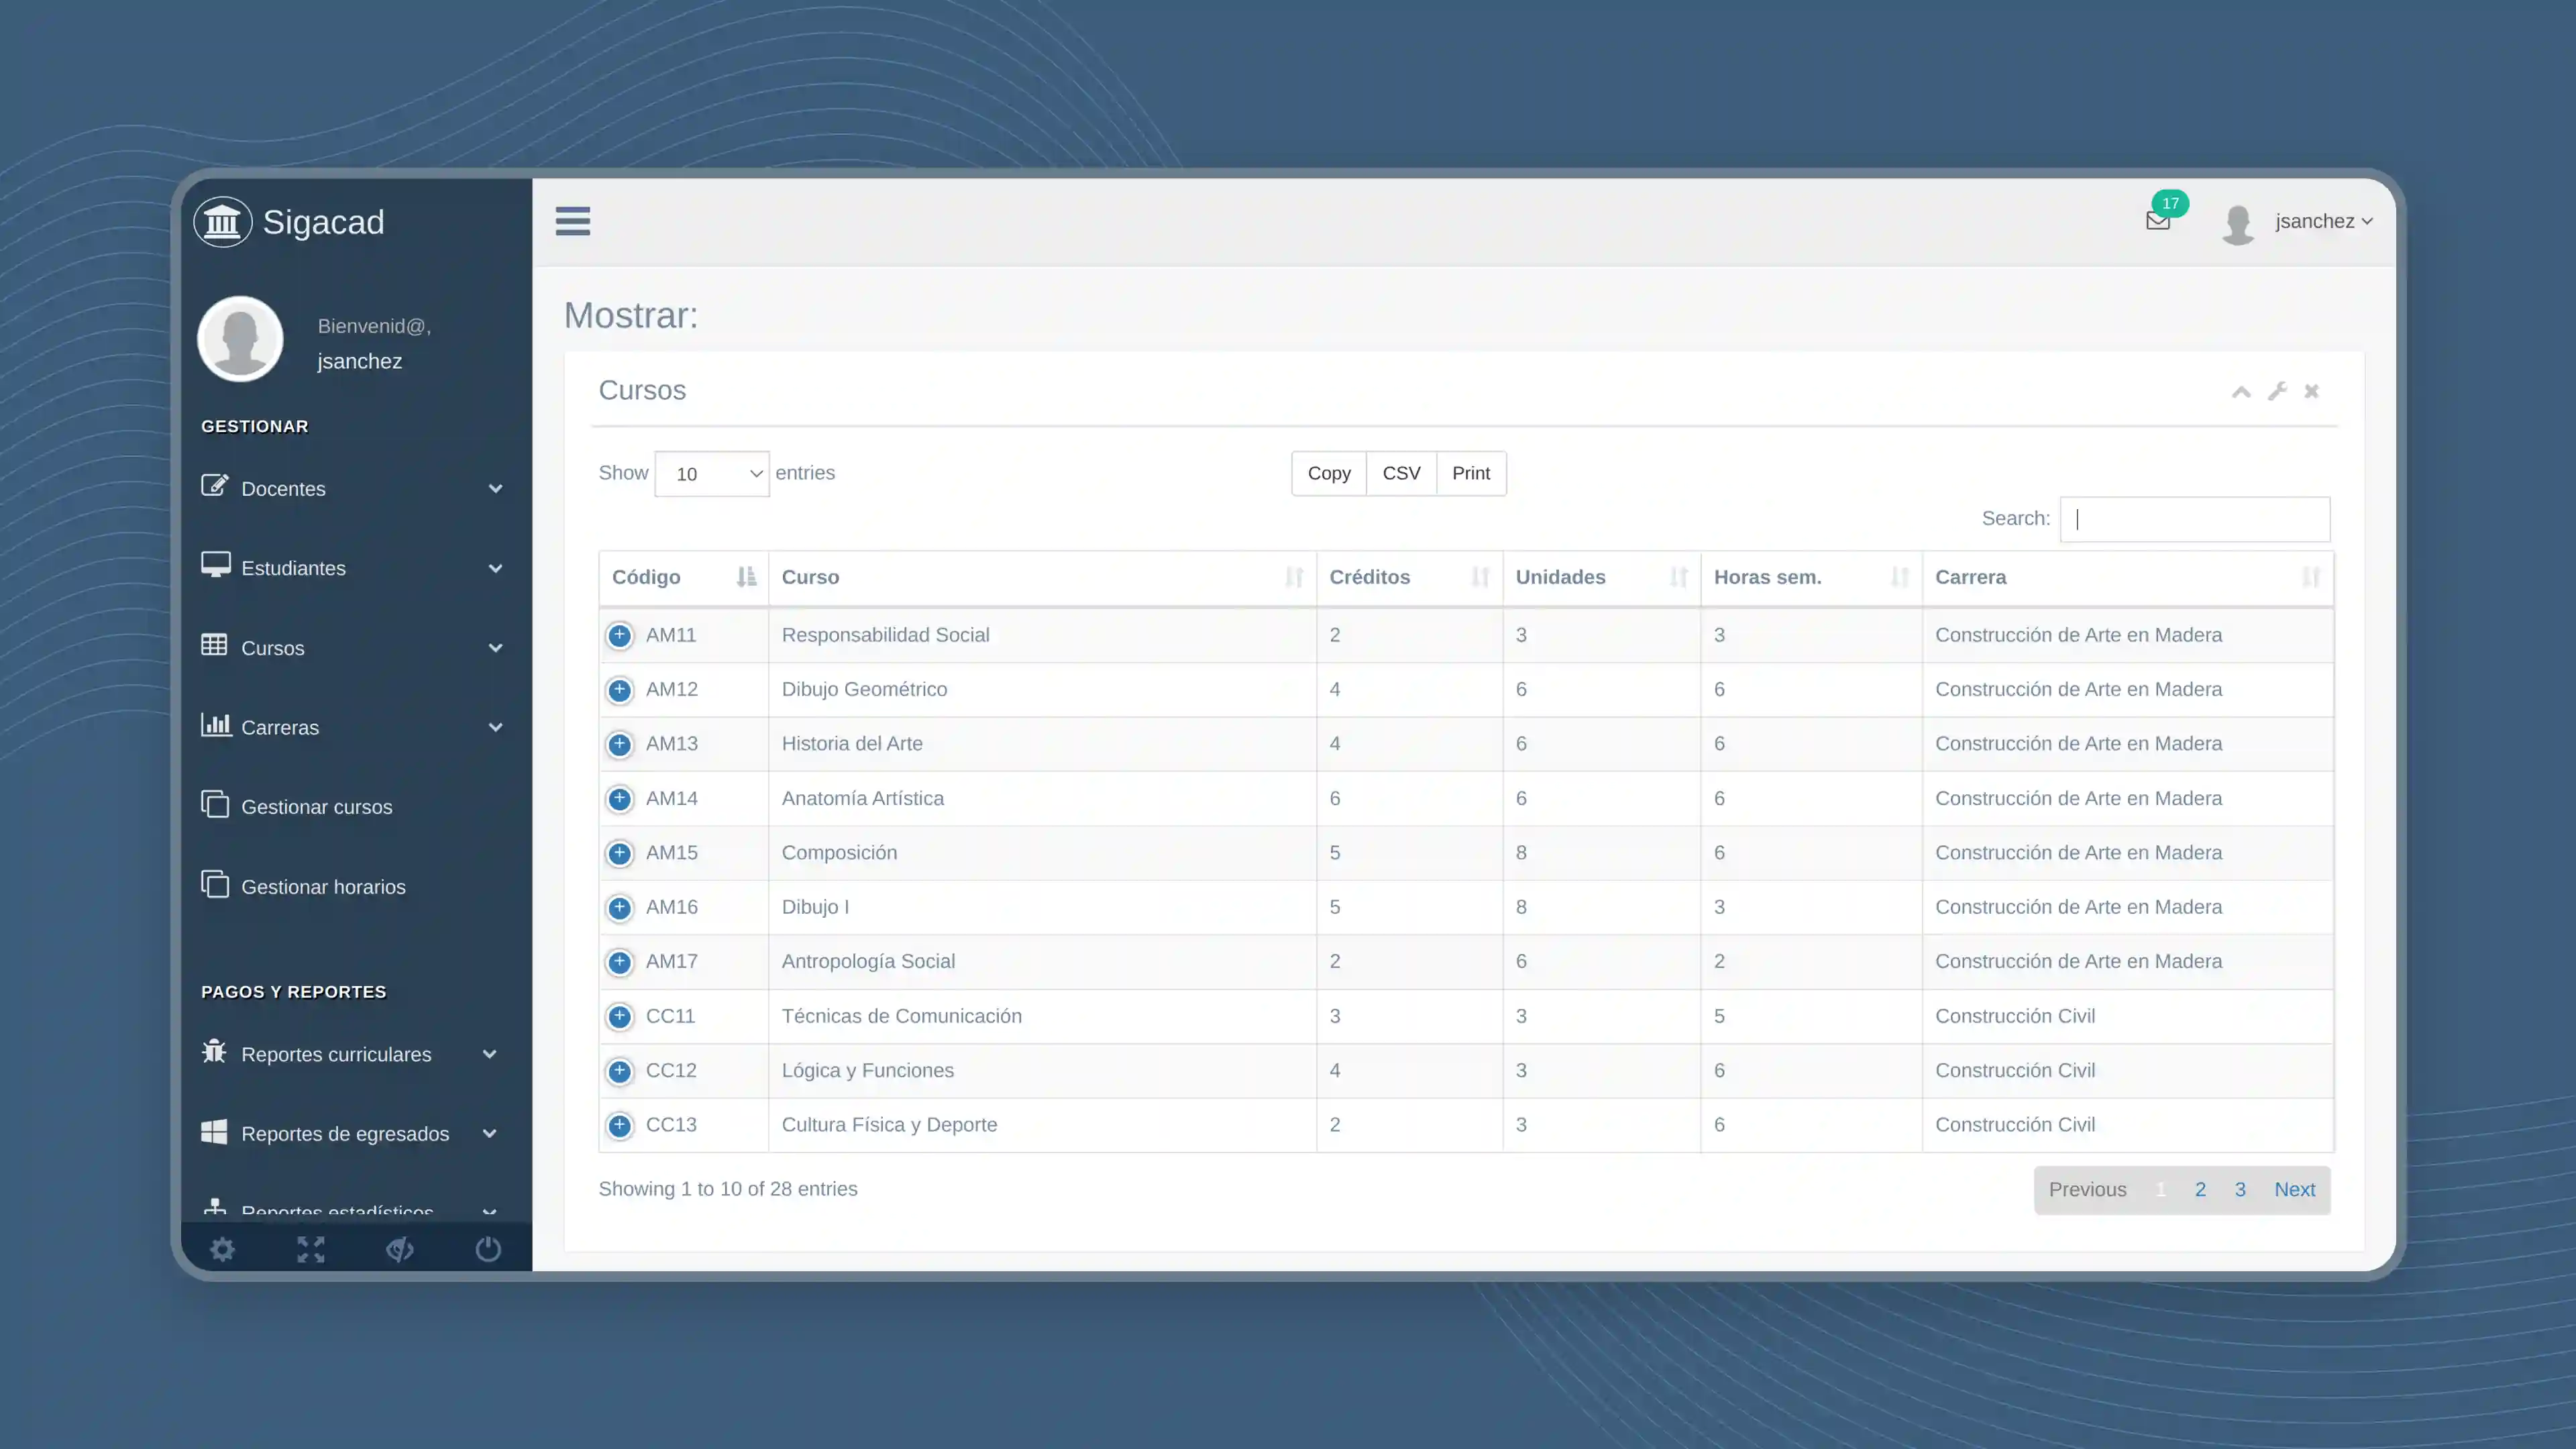 Sigacad
17
jsanchez
Bienvenid@,
jsanchez
GESTIONAR
Docentes
Estudiantes
Cursos
Carreras
Gestionar cursos
Gestionar horarios
PAGOS Y REPORTES
Reportes curriculares
Reportes de egresados
Reportes estadísticos
Mostrar:
Cursos
Show 10 entries
Copy CSV Print
Search:
Código Curso Créditos Unidades Horas sem. Carrera
AM11 Responsabilidad Social 2 3 3 Construcción de Arte en Madera
AM12 Dibujo Geométrico 4 6 6 Construcción de Arte en Madera
AM13 Historia del Arte 4 6 6 Construcción de Arte en Madera
AM14 Anatomía Artística 6 6 6 Construcción de Arte en Madera
AM15 Composición 5 8 6 Construcción de Arte en Madera
AM16 Dibujo I 5 8 3 Construcción de Arte en Madera
AM17 Antropología Social 2 6 2 Construcción de Arte en Madera
CC11 Técnicas de Comunicación 3 3 5 Construcción Civil
CC12 Lógica y Funciones 4 3 6 Construcción Civil
CC13 Cultura Física y Deporte 2 3 6 Construcción Civil
Showing 1 to 10 of 28 entries
Previous 1 2 3 Next